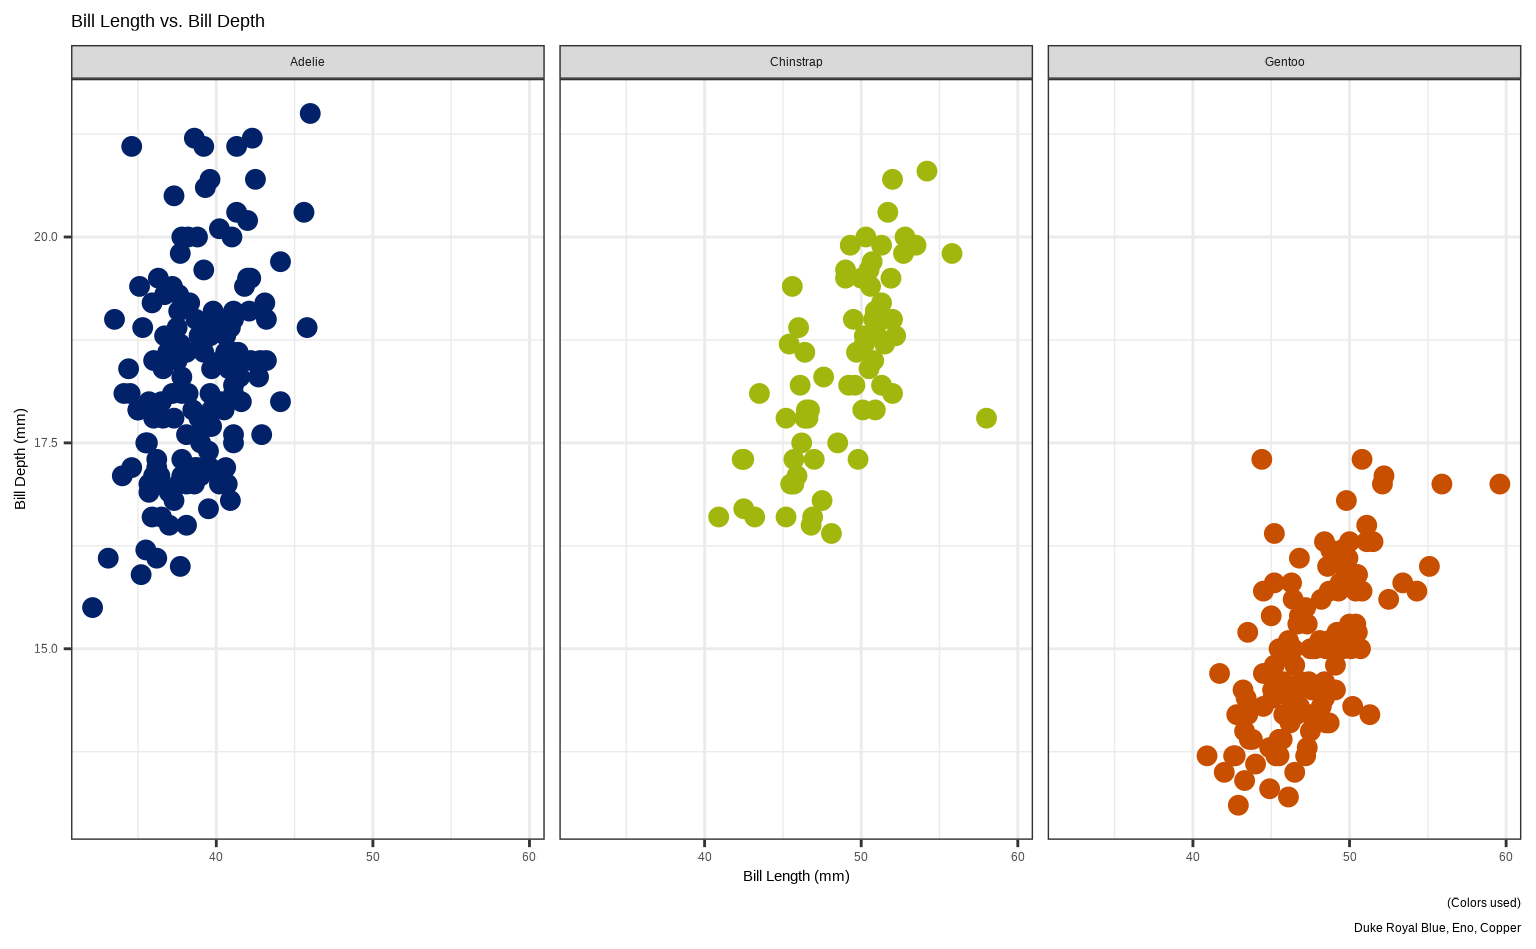 Bill Length vs. Bill Depth
Adelie
Chinstrap
Gentoo
20.0
17.5
15.0
Bill Depth (mm)
40 50 60
40 50 60
40 50 60
Bill Length (mm)
(Colors used)
Duke Royal Blue, Eno, Copper